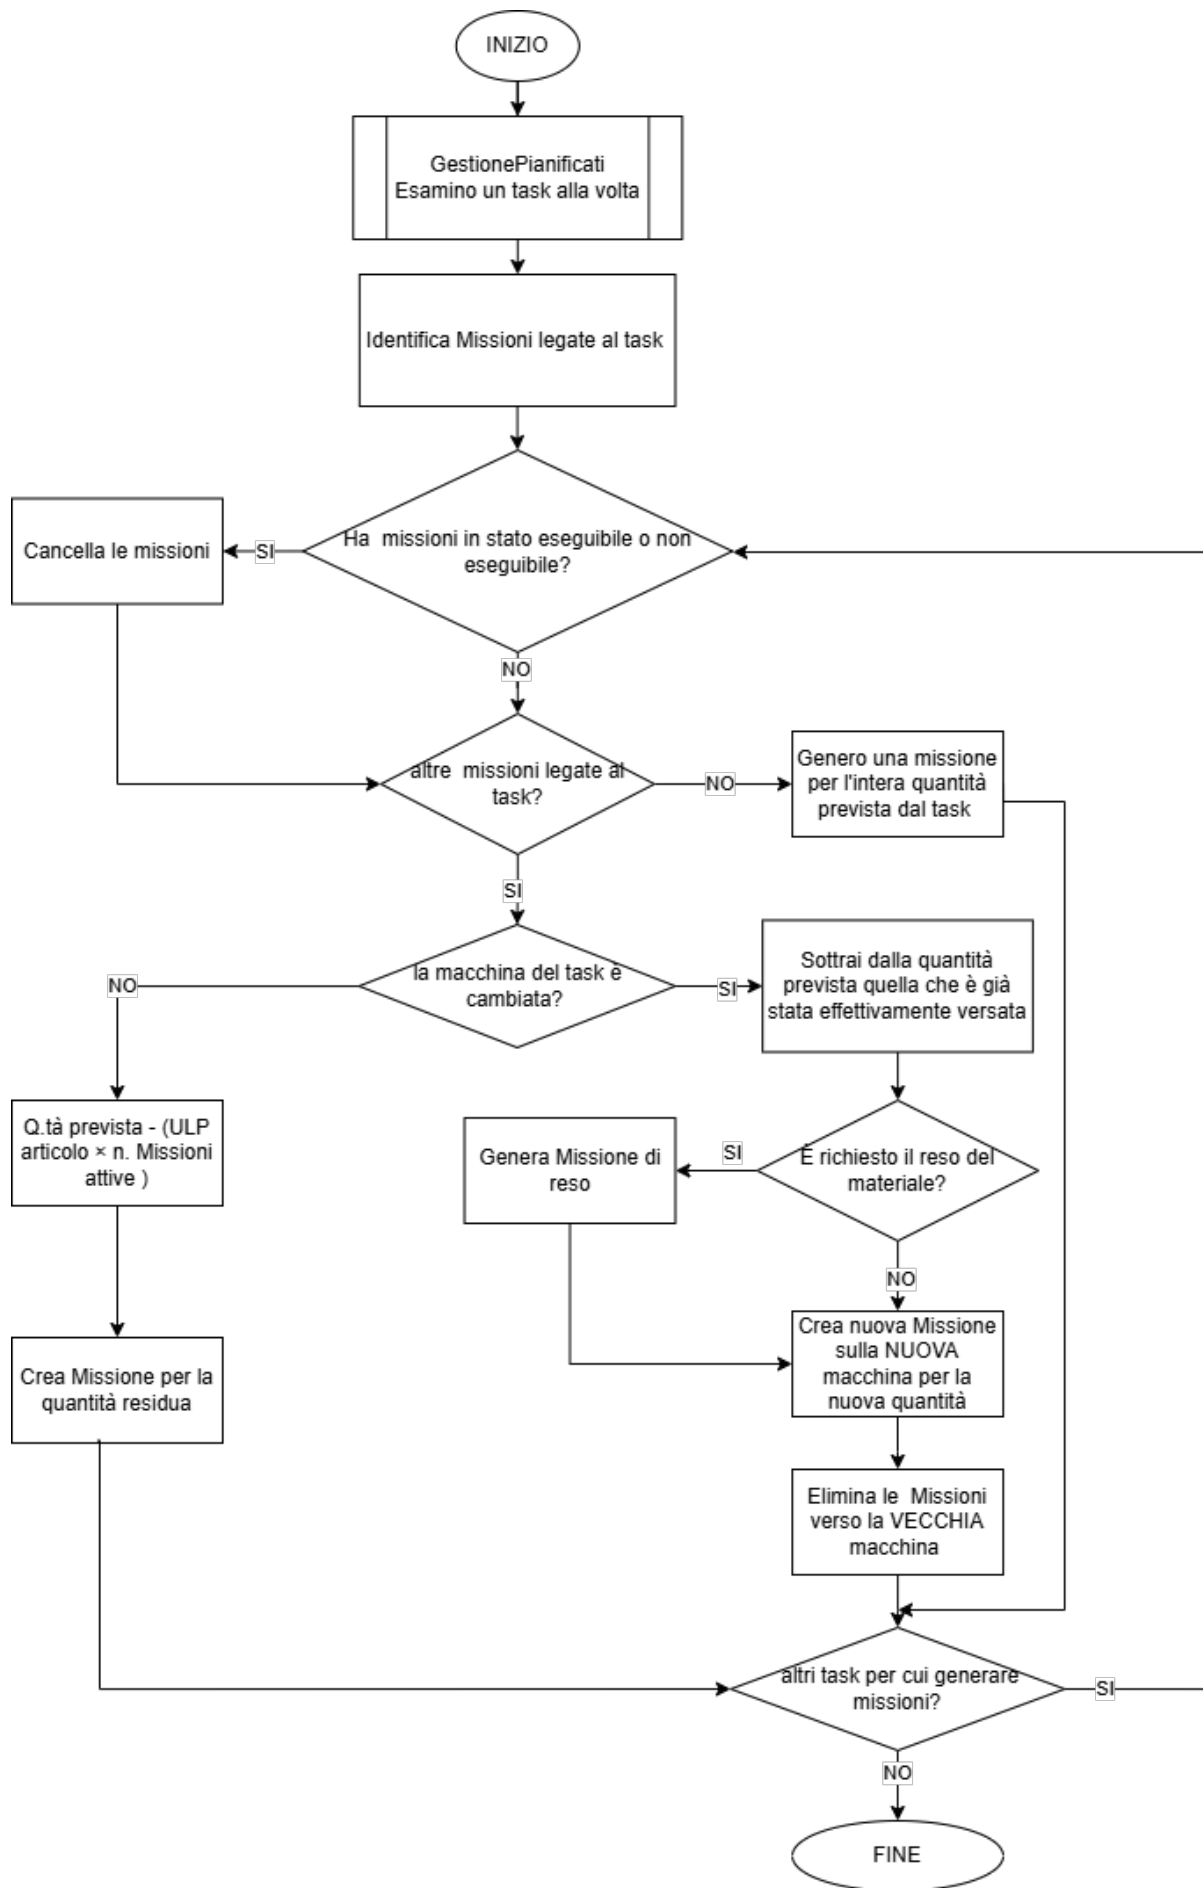 INIZIO
GestionePianificati
Esamino un task alla volta
Identifica Missioni legate al task
Ha  missioni in stato eseguibile o non
eseguibile?
SI
Cancella le missioni
NO
altre  missioni legate al
task?
NO
Genero una missione
per l'intera quantità
prevista dal task
SI
la macchina del task è
cambiata?
NO
SI
Sottrai dalla quantità
prevista quella che è già
stata effettivamente versata
Q.tà prevista - (ULP
articolo × n. Missioni
attive )
È richiesto il reso del
materiale?
SI
Genera Missione di
reso
NO
Crea nuova Missione
sulla NUOVA
macchina per la
nuova quantità
Crea Missione per la
quantità residua
Elimina le  Missioni
verso la VECCHIA
macchina
altri task per cui generare
missioni?
SI
NO
FINE